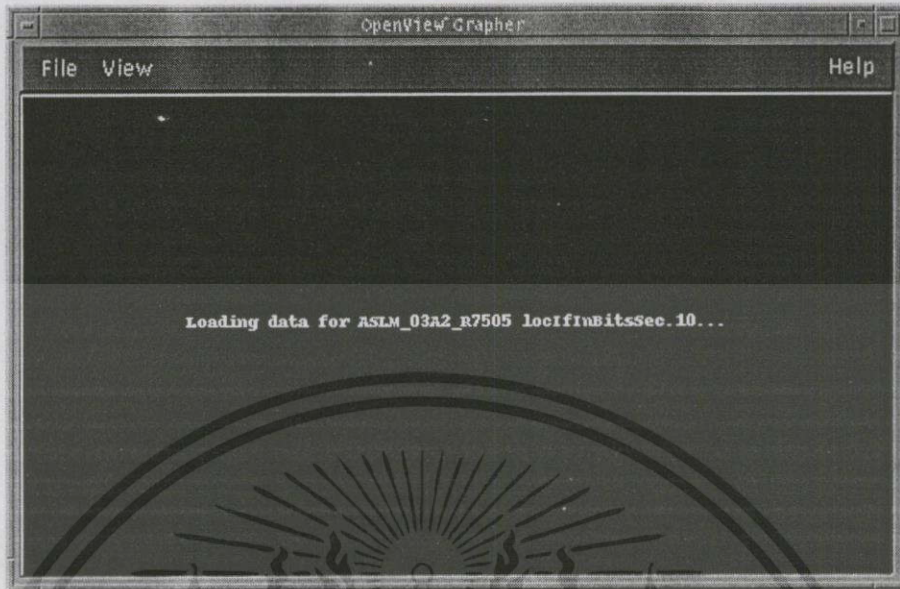 OpenView Grapher
File View Help
Loading data for ASLM_03A2_R7505 locIfInBitsSec.10...